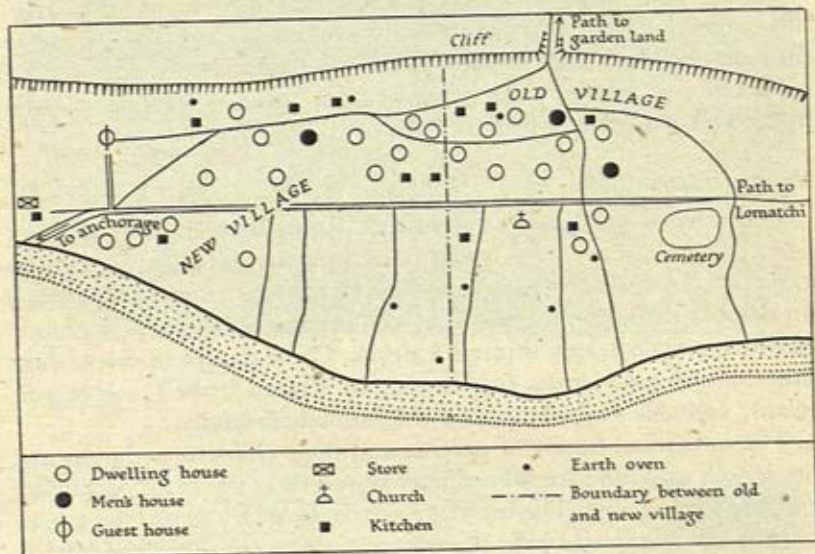 Path to
garden land
Cliff
OLD VILLAGE
Path to
Lomatchi
NEW VILLAGE
To anchorage
Cemetery
Dwelling house
Men's house
Guest house
Store
Church
Kitchen
Earth oven
Boundary between old
and new village